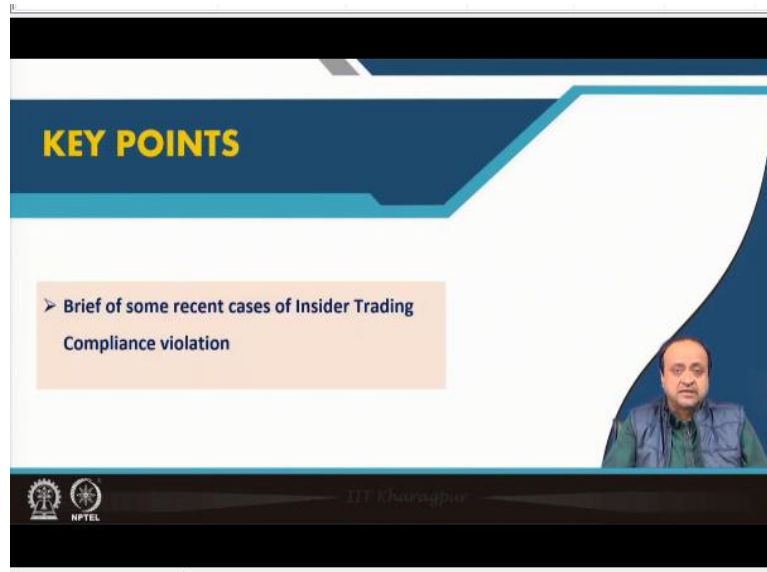 KEY POINTS
➢ Brief of some recent cases of Insider Trading
Compliance violation
IIT Kharagpur
NPTEL